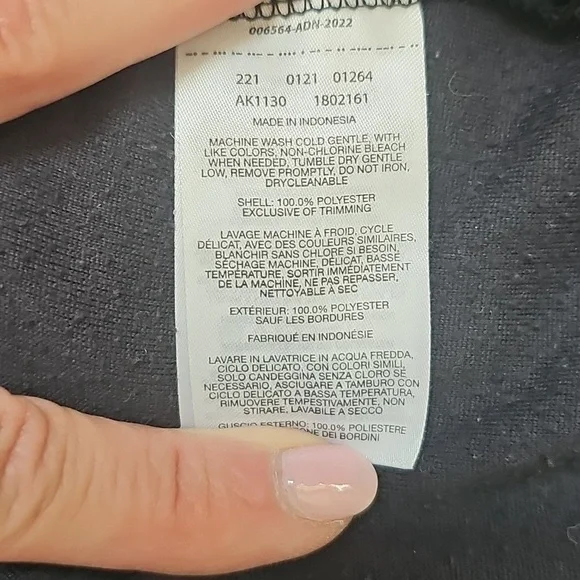 006564-ADN-2022
221 0121 01264
AK1130 1802161
MADE IN INDONESIA
MACHINE WASH COLD GENTLE, WITH
LIKE COLORS, NON-CHLORINE BLEACH
WHEN NEEDED, TUMBLE DRY GENTLE
LOW, REMOVE PROMPTLY, DO NOT IRON,
DRYCLEANABLE
SHELL: 100.0% POLYESTER
EXCLUSIVE OF TRIMMING
LAVAGE MACHINE À FROID, CYCLE
DÉLICAT, AVEC DES COULEURS SIMILAIRES,
BLANCHIR SANS CHLORE SI BESOIN,
SÉCHAGE MACHINE, DÉLICAT, BASSE
TEMPÉRATURE, SORTIR IMMÉDIATEMENT
DE LA MACHINE, NE PAS REPASSER,
NETTOYABLE À SEC
EXTÉRIEUR: 100.0% POLYESTER
SAUF LES BORDURES
FABRIQUÉ EN INDONÉSIE
LAVARE IN LAVATRICE IN ACQUA FREDDA,
CICLO DELICATO, CON COLORI SIMILI,
SOLO CANDEGGINA SENZA CLORO SE
NECESSARIO, ASCIUGARE A TAMBURO CON
CICLO DELICATO A BASSA TEMPERATURA,
RIMUOVERE TEMPESTIVAMENTE, NON
STIRARE, LAVABILE A SECCO
GUSCIO ESTERNO: 100.0% POLIESTERE
DEI BORDINI